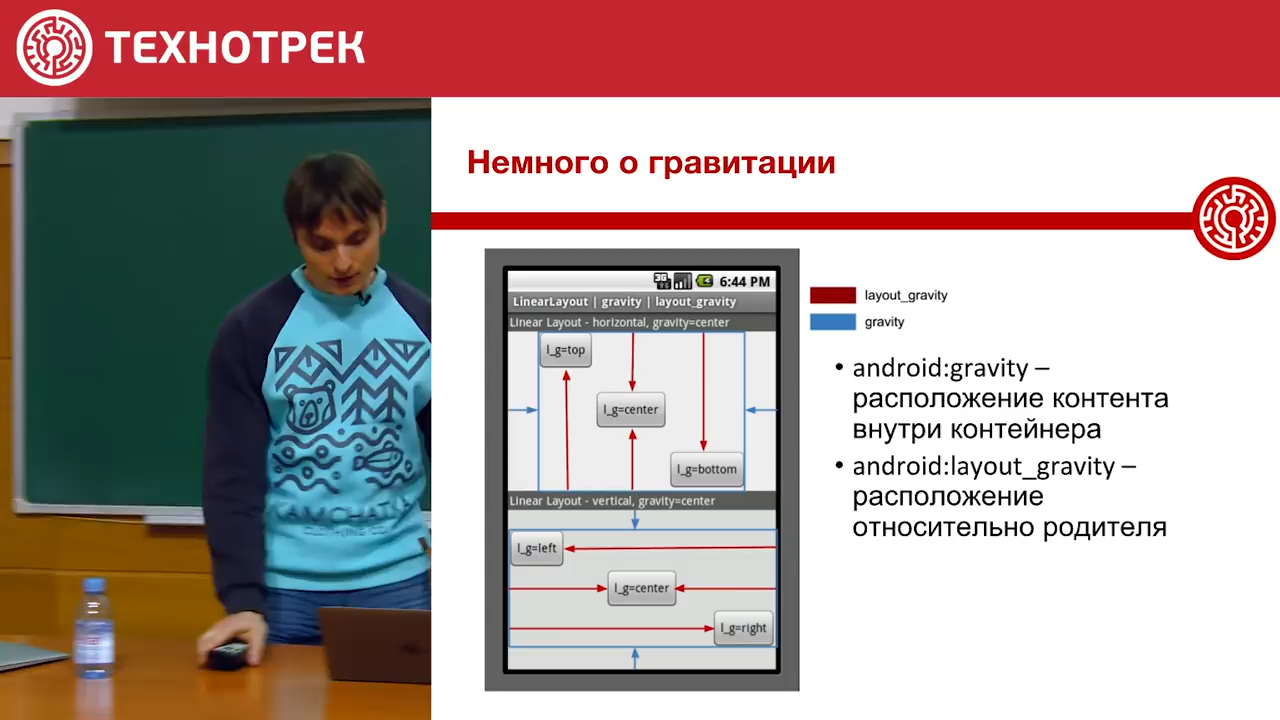 ТЕХНОТРЕК
Немного о гравитации
3G
6:44 PM
LinearLayout | gravity | layout_gravity
Linear Layout - horizontal, gravity=center
l_g=top
l_g=center
l_g=bottom
Linear Layout - vertical, gravity=center
l_g=left
l_g=center
l_g=right
layout_gravity
gravity
• android:gravity –
расположение контента
внутри контейнера
• android:layout_gravity –
расположение
относительно родителя